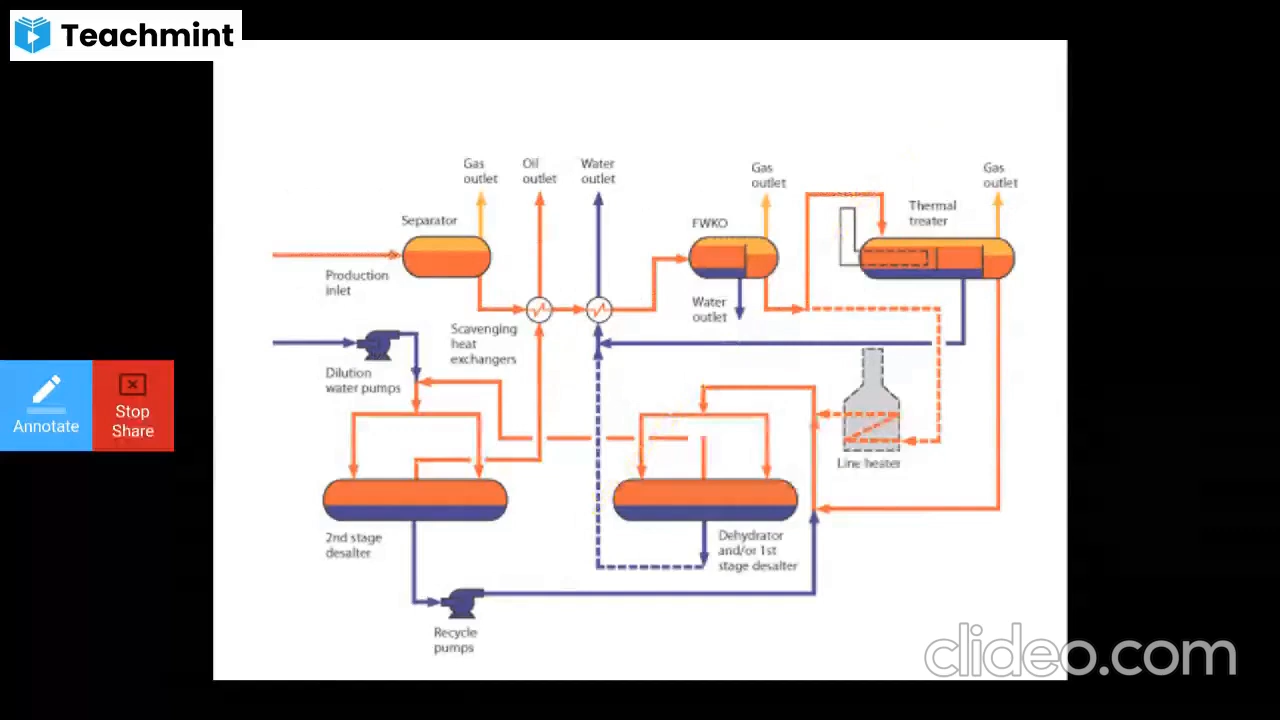 Teachmint
Gas
outlet
Oil
outlet
Water
outlet
Gas
outlet
Gas
outlet
Separator
FWKO
Thermal
treater
Production
inlet
Water
outlet
Scavenging
heat
exchangers
Dilution
water pumps
Annotate
Stop
Share
Line heater
2nd stage
desalter
Dehydrator
and/or 1st
stage desalter
Recycle
pumps
clideo.com